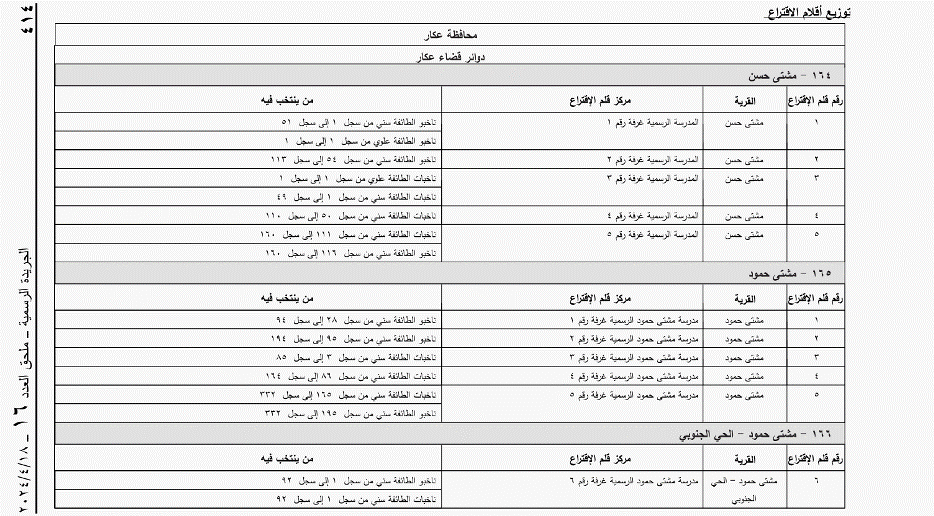 توزيع أقلام الاقتراع
محافظة عكار
دوائر قضاء عكار
١٦٤ - مشتى حسن
رقم قلم الإقتراع القرية مركز قلم الإقتراع من ينتخب فيه
١ مشتى حسن المدرسة الرسمية غرفة رقم ١ ناخبو الطائفة سني من سجل ١ إلى سجل ٥١
ناخبو الطائفة علوي من سجل ١ إلى سجل ١
٢ مشتى حسن المدرسة الرسمية غرفة رقم ٢ ناخبو الطائفة سني من سجل ٥٤ إلى سجل ١١٣
٣ مشتى حسن المدرسة الرسمية غرفة رقم ٣ ناخبات الطائفة علوي من سجل ١ إلى سجل ١
ناخبات الطائفة سني من سجل ١ إلى سجل ٤٩
٤ مشتى حسن المدرسة الرسمية غرفة رقم ٤ ناخبات الطائفة سني من سجل ٥٠ إلى سجل ١١٠
٥ مشتى حسن المدرسة الرسمية غرفة رقم ٥ ناخبات الطائفة سني من سجل ١١١ إلى سجل ١٦٠
ناخبو الطائفة سني من سجل ١١٦ إلى سجل ١٦٠
١٦٥ - مشتى حمود
رقم قلم الإقتراع القرية مركز قلم الإقتراع من ينتخب فيه
١ مشتى حمود مدرسة مشتى حمود الرسمية غرفة رقم ١ ناخبو الطائفة سني من سجل ٢٨ إلى سجل ٩٤
٢ مشتى حمود مدرسة مشتى حمود الرسمية غرفة رقم ٢ ناخبو الطائفة سني من سجل ٩٥ إلى سجل ١٩٤
٣ مشتى حمود مدرسة مشتى حمود الرسمية غرفة رقم ٣ ناخبات الطائفة سني من سجل ٣ إلى سجل ٨٥
٤ مشتى حمود مدرسة مشتى حمود الرسمية غرفة رقم ٤ ناخبات الطائفة سني من سجل ٨٦ إلى سجل ١٦٤
٥ مشتى حمود مدرسة مشتى حمود الرسمية غرفة رقم ٥ ناخبات الطائفة سني من سجل ١٦٥ إلى سجل ٣٣٢
ناخبو الطائفة سني من سجل ١٩٥ إلى سجل ٣٣٢
١٦٦ - مشتى حمود - الحي الجنوبي
رقم قلم الإقتراع القرية مركز قلم الإقتراع من ينتخب فيه
٦ مشتى حمود - الحي الجنوبي مدرسة مشتى حمود الرسمية غرفة رقم ٦ ناخبو الطائفة سني من سجل ١ إلى سجل ٩٢
ناخبات الطائفة سني من سجل ١ إلى سجل ٩٢
٤١٤
الجريدة الرسمية – ملحق العدد ١٦ – ٢٠٢٤/٤/١٨